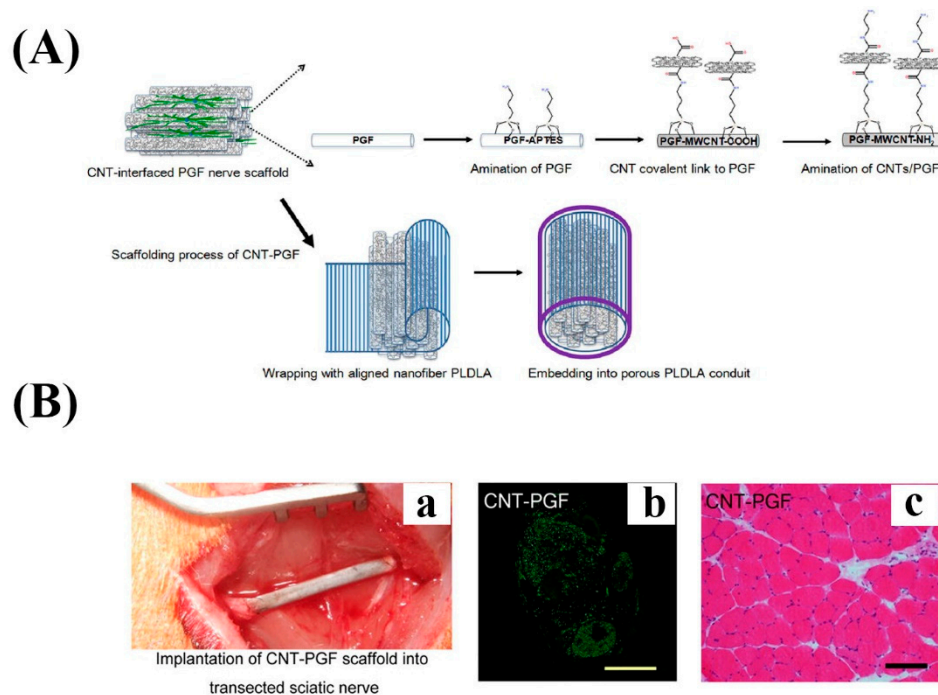 (A)
PGF
PGF-APTES
PGF-MWCNT-COOH
PGF-MWCNT-NH2
CNT-interfaced PGF nerve scaffold
Amination of PGF
CNT covalent link to PGF
Amination of CNTs/PGF
Scaffolding process of CNT-PGF
Wrapping with aligned nanofiber PLDLA
Embedding into porous PLDLA conduit
(B)
a
CNT-PGF
b
CNT-PGF
c
Implantation of CNT-PGF scaffold into
transected sciatic nerve